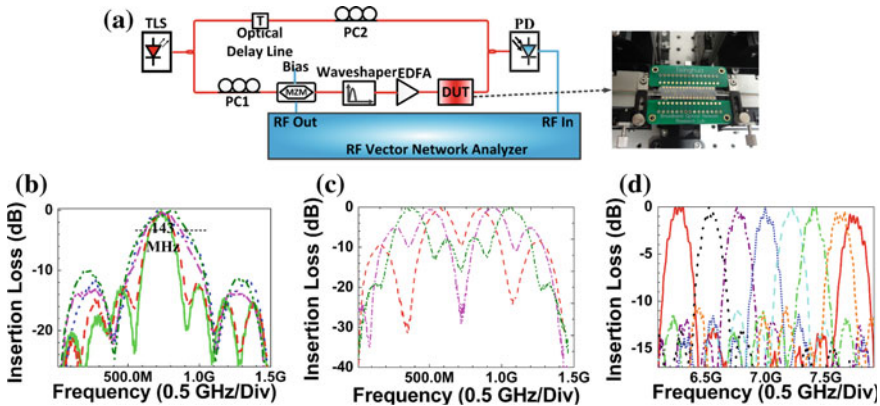 (a)
TLS
T
Optical
Delay Line
PC2
PD
Bias
PC1
MZM
Waveshaper
EDFA
DUT
RF Out
RF In
RF Vector Network Analyzer
(b)
Insertion Loss (dB)
0
-10
-20
143
MHz
500.0M
1.0G
1.5G
Frequency (0.5 GHz/Div)
(c)
Insertion Loss (dB)
0
-10
-20
-30
-40
500.0M
1.0G
1.5G
Frequency (0.5 GHz/Div)
(d)
Insertion Loss (dB)
0
-5
-10
-15
6.5G
7.0G
7.5G
Frequency (0.5 GHz/Div)